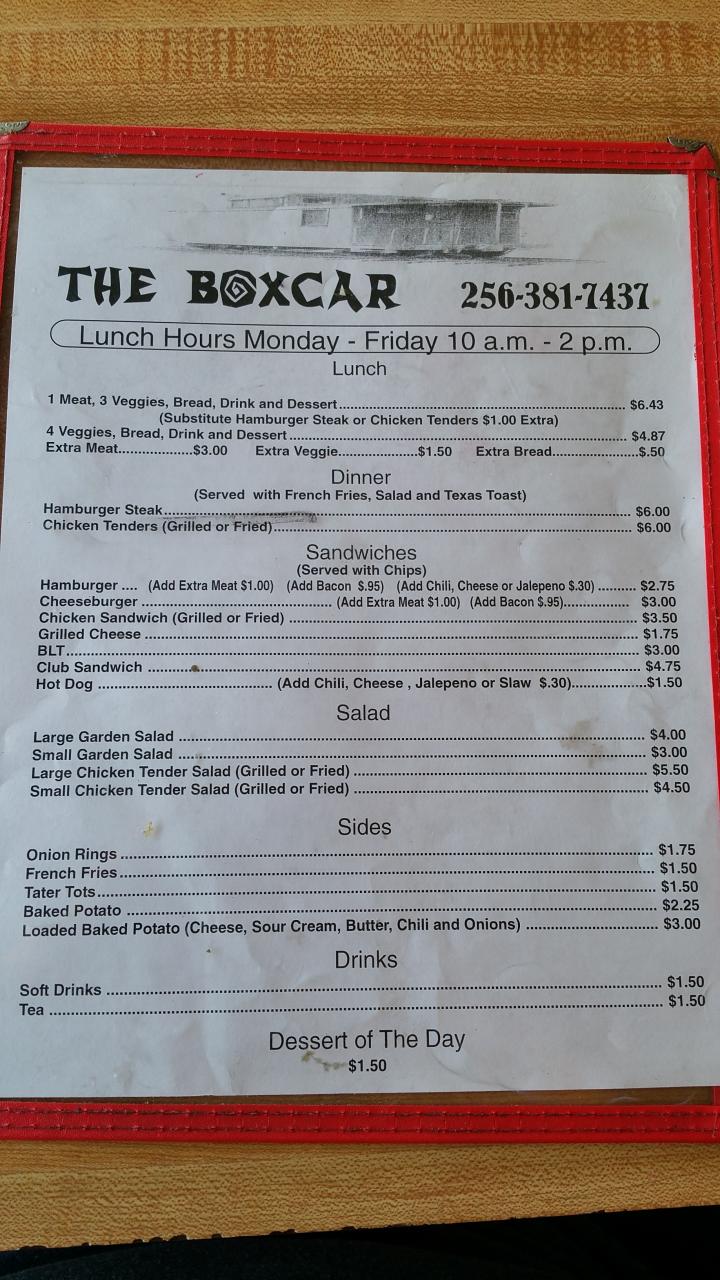 THE BOXCAR 256-381-7437
Lunch Hours Monday - Friday 10 a.m. - 2 p.m.
Lunch
1 Meat, 3 Veggies, Bread, Drink and Dessert.......... $6.43
(Substitute Hamburger Steak or Chicken Tenders $1.00 Extra)
4 Veggies, Bread, Drink and Dessert.......... $4.87
Extra Meat..........$3.00 Extra Veggie..........$1.50 Extra Bread..........$.50
Dinner
(Served with French Fries, Salad and Texas Toast)
Hamburger Steak.......... $6.00
Chicken Tenders (Grilled or Fried).......... $6.00
Sandwiches
(Served with Chips)
Hamburger .... (Add Extra Meat $1.00) (Add Bacon $.95) (Add Chili, Cheese or Jalepeno $.30) .......... $2.75
Cheeseburger .......... (Add Extra Meat $1.00) (Add Bacon $.95).......... $3.00
Chicken Sandwich (Grilled or Fried) .......... $3.50
Grilled Cheese .......... $1.75
BLT.......... $3.00
Club Sandwich .......... $4.75
Hot Dog .......... (Add Chili, Cheese , Jalepeno or Slaw $.30)..........$1.50
Salad
Large Garden Salad .......... $4.00
Small Garden Salad .......... $3.00
Large Chicken Tender Salad (Grilled or Fried) .......... $5.50
Small Chicken Tender Salad (Grilled or Fried) .......... $4.50
Sides
Onion Rings .......... $1.75
French Fries.......... $1.50
Tater Tots.......... $1.50
Baked Potato .......... $2.25
Loaded Baked Potato (Cheese, Sour Cream, Butter, Chili and Onions) .......... $3.00
Drinks
Soft Drinks .......... $1.50
Tea .......... $1.50
Dessert of The Day
$1.50